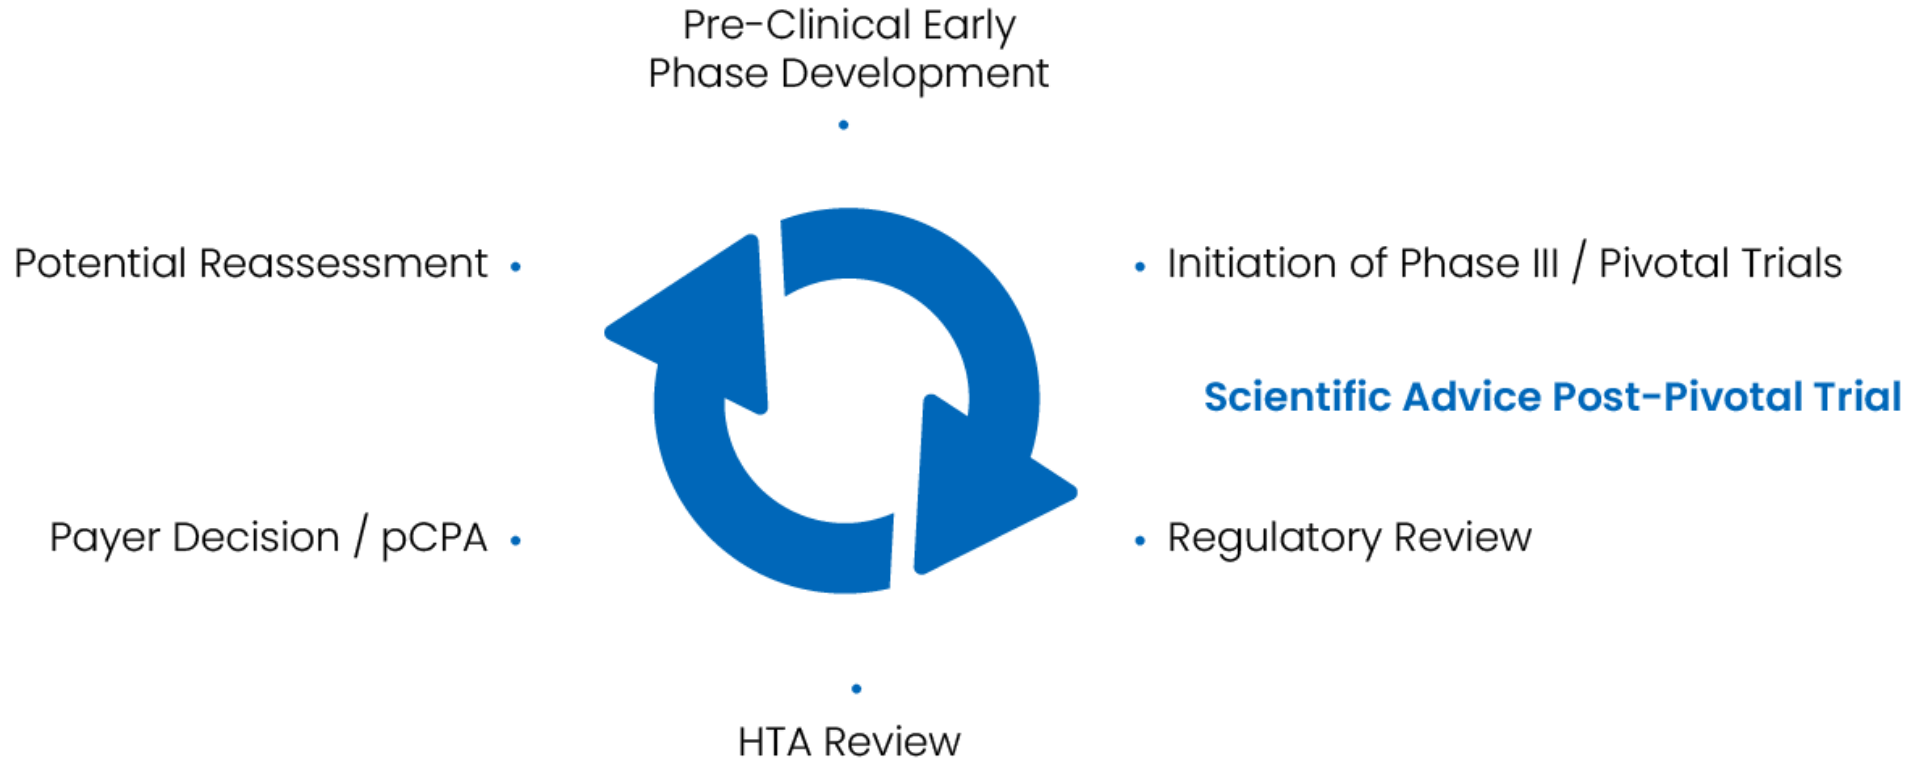 Pre-Clinical Early
Phase Development
Potential Reassessment
Initiation of Phase III / Pivotal Trials
Scientific Advice Post-Pivotal Trial
Payer Decision / pCPA
Regulatory Review
HTA Review